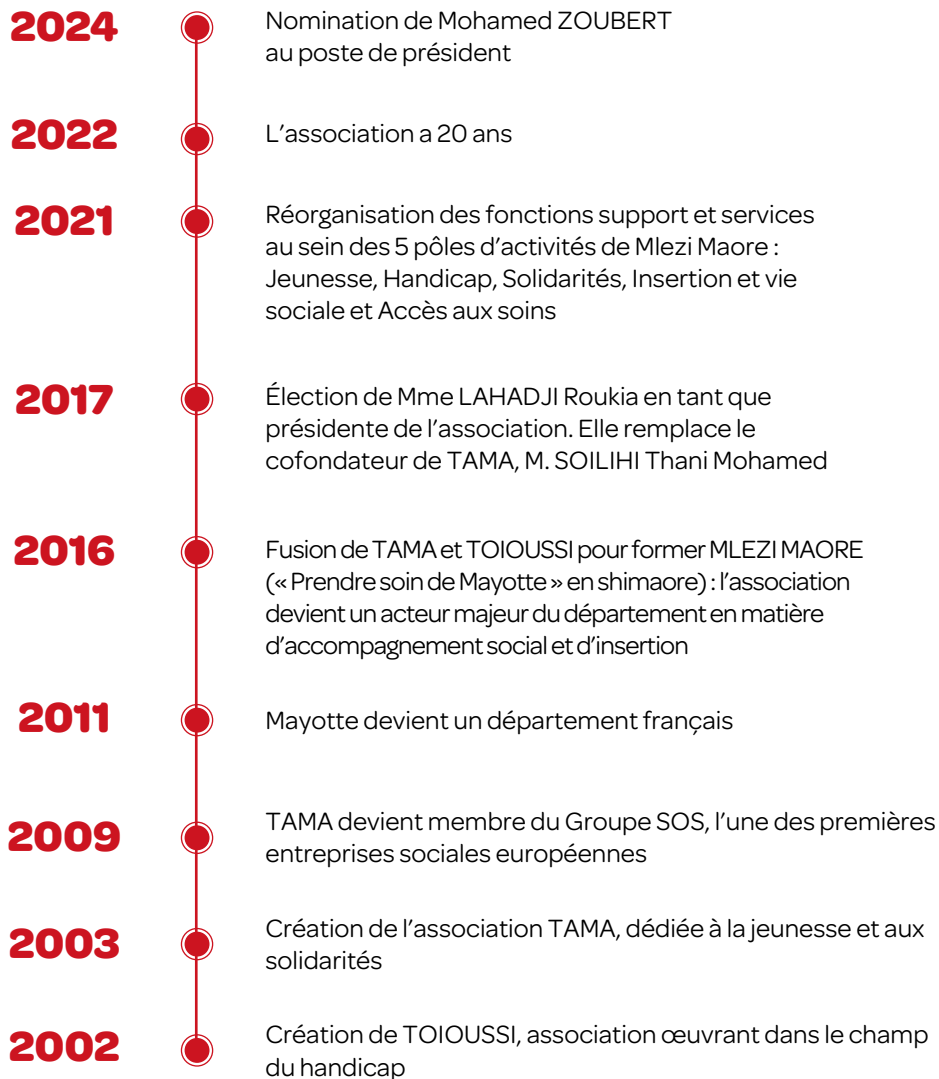 2024
Nomination de Mohamed ZOUBERT
au poste de président
2022
L'association a 20 ans
2021
Réorganisation des fonctions support et services
au sein des 5 pôles d'activités de Mlezi Maore :
Jeunesse, Handicap, Solidarités, Insertion et vie
sociale et Accès aux soins
2017
Élection de Mme LAHADJI Roukia en tant que
présidente de l'association. Elle remplace le
cofondateur de TAMA, M. SOILIHI Thani Mohamed
2016
Fusion de TAMA et TOIOUSSI pour former MLEZI MAORE
(« Prendre soin de Mayotte » en shimaore) : l'association
devient un acteur majeur du département en matière
d'accompagnement social et d'insertion
2011
Mayotte devient un département français
2009
TAMA devient membre du Groupe SOS, l'une des premières
entreprises sociales européennes
2003
Création de l'association TAMA, dédiée à la jeunesse et aux
solidarités
2002
Création de TOIOUSSI, association œuvrant dans le champ
du handicap